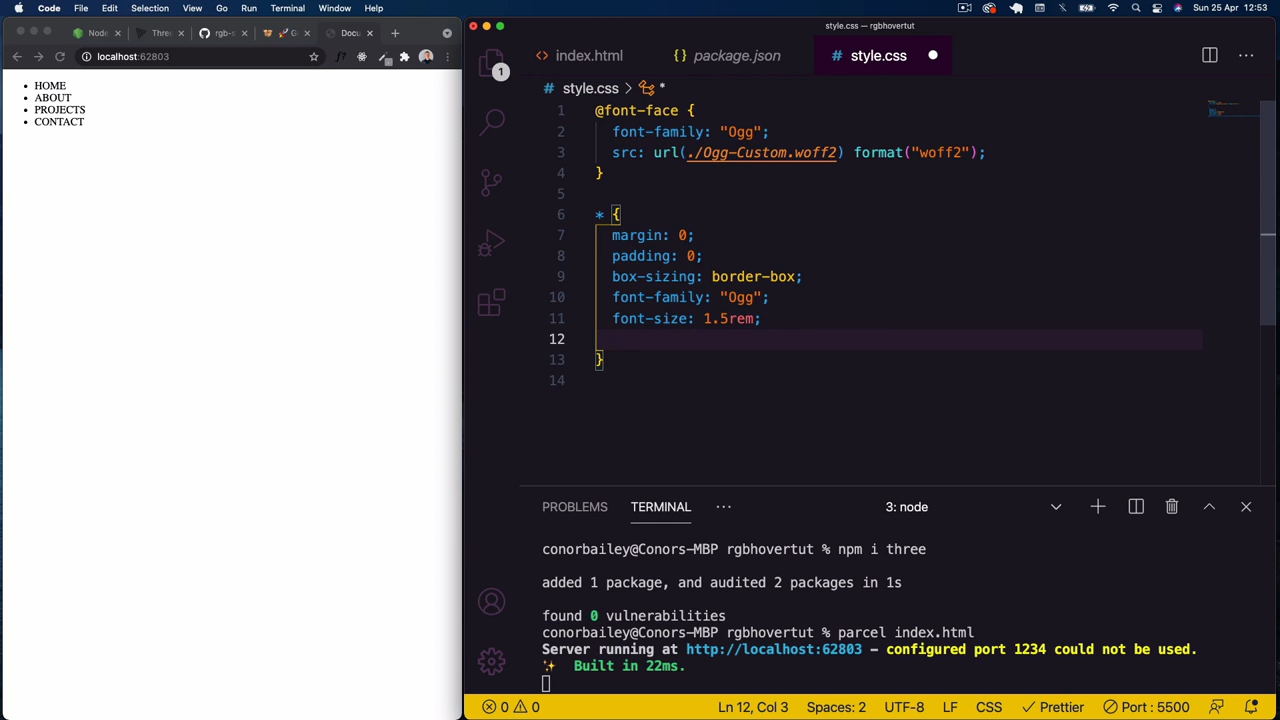 Code File Edit Selection View Go Run Terminal Window Help
Sun 25 Apr 12:53
Node
Thre
rgb-s
G
Docu
localhost:62803
HOME
ABOUT
PROJECTS
CONTACT
style.css — rgbhovertut
index.html
package.json
# style.css
# style.css > *
1 @font-face {
2 font-family: "Ogg";
3 src: url(./Ogg-Custom.woff2) format("woff2");
4 }
5
6 * {
7 margin: 0;
8 padding: 0;
9 box-sizing: border-box;
10 font-family: "Ogg";
11 font-size: 1.5rem;
12
13 }
14
1
PROBLEMS TERMINAL ··· 3: node
conorbailey@Conors-MBP rgbhovertut % npm i three
added 1 package, and audited 2 packages in 1s
found 0 vulnerabilities
conorbailey@Conors-MBP rgbhovertut % parcel index.html
Server running at http://localhost:62803 - configured port 1234 could not be used.
✨ Built in 22ms.
0 0 Ln 12, Col 3 Spaces: 2 UTF-8 LF CSS Prettier Port : 5500